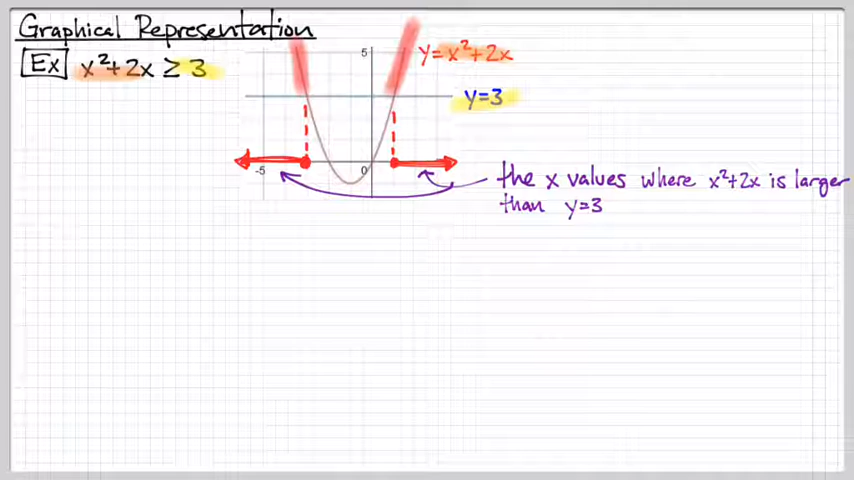 Graphical Representation
Ex x²+2x ≥ 3
5
y=x²+2x
y=3
-5
0
the x values where x²+2x is larger
than y=3